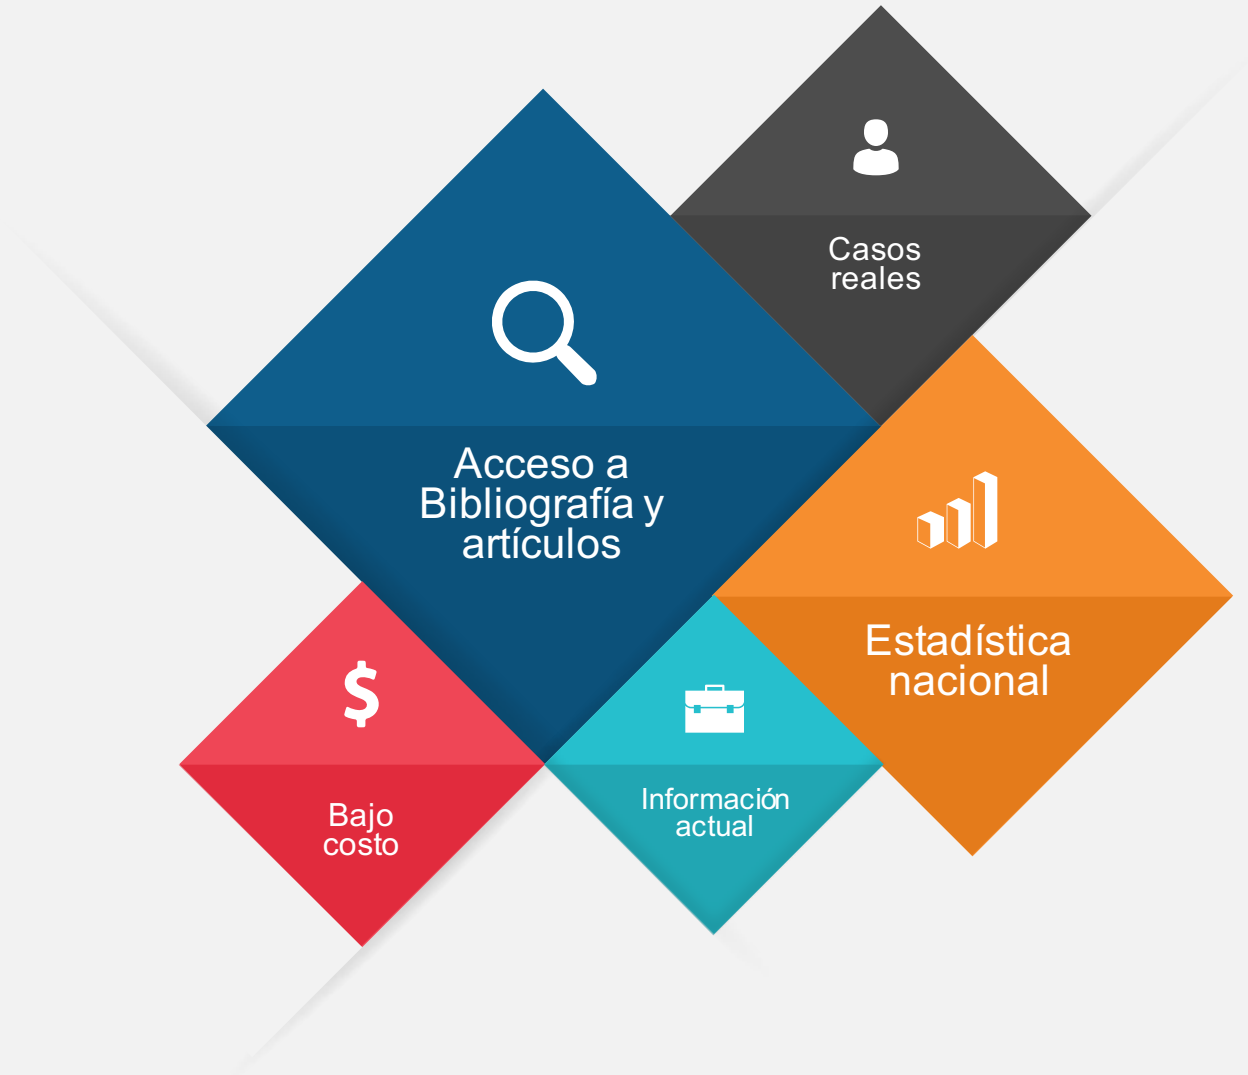 Casos
reales
Acceso a
Bibliografía y
artículos
Estadística
nacional
Información
actual
Bajo
costo